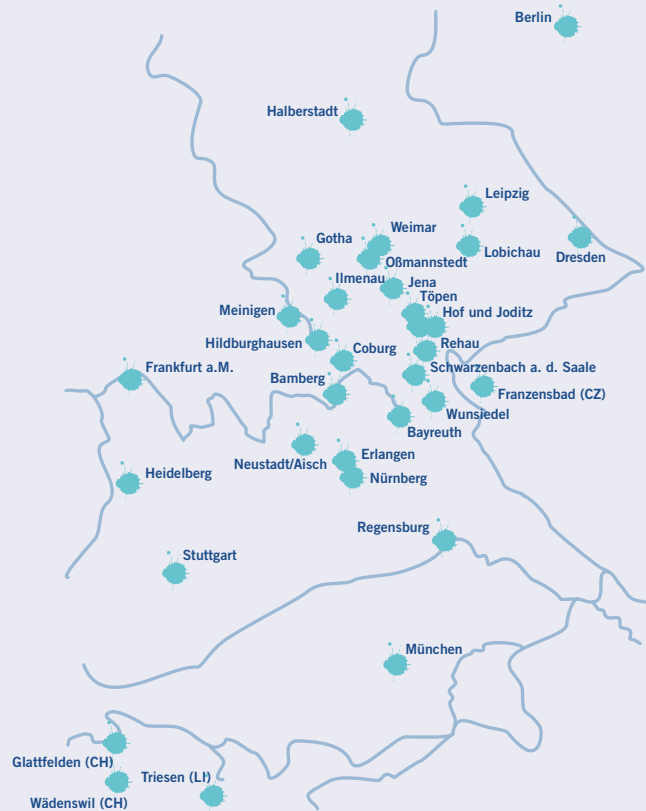 Berlin
Halberstadt
Leipzig
Weimar
Gotha
Dresden
Lobichau
Oßmannstedt
Ilmenau
Jena
Töpen
Meinigen
Hof und Joditz
Hildburghausen
Coburg
Rehau
Frankfurt a.M.
Schwarzenbach a. d. Saale
Bamberg
Franzensbad (CZ)
Wunsiedel
Bayreuth
Neustadt/Aisch
Erlangen
Heidelberg
Nürnberg
Regensburg
Stuttgart
München
Glattfelden (CH)
Triesen (LI)
Wädenswil (CH)